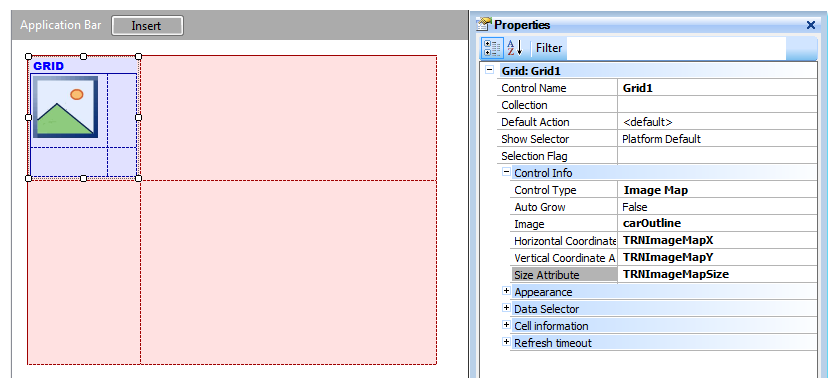 Application Bar Insert
GRID
Properties
Filter
Grid: Grid1
Control Name Grid1
Collection
Default Action <default>
Show Selector Platform Default
Selection Flag
Control Info
Control Type Image Map
Auto Grow False
Image carOutline
Horizontal Coordinate TRNImageMapX
Vertical Coordinate A TRNImageMapY
Size Attribute TRNImageMapSize
Appearance
Data Selector
Cell information
Refresh timeout